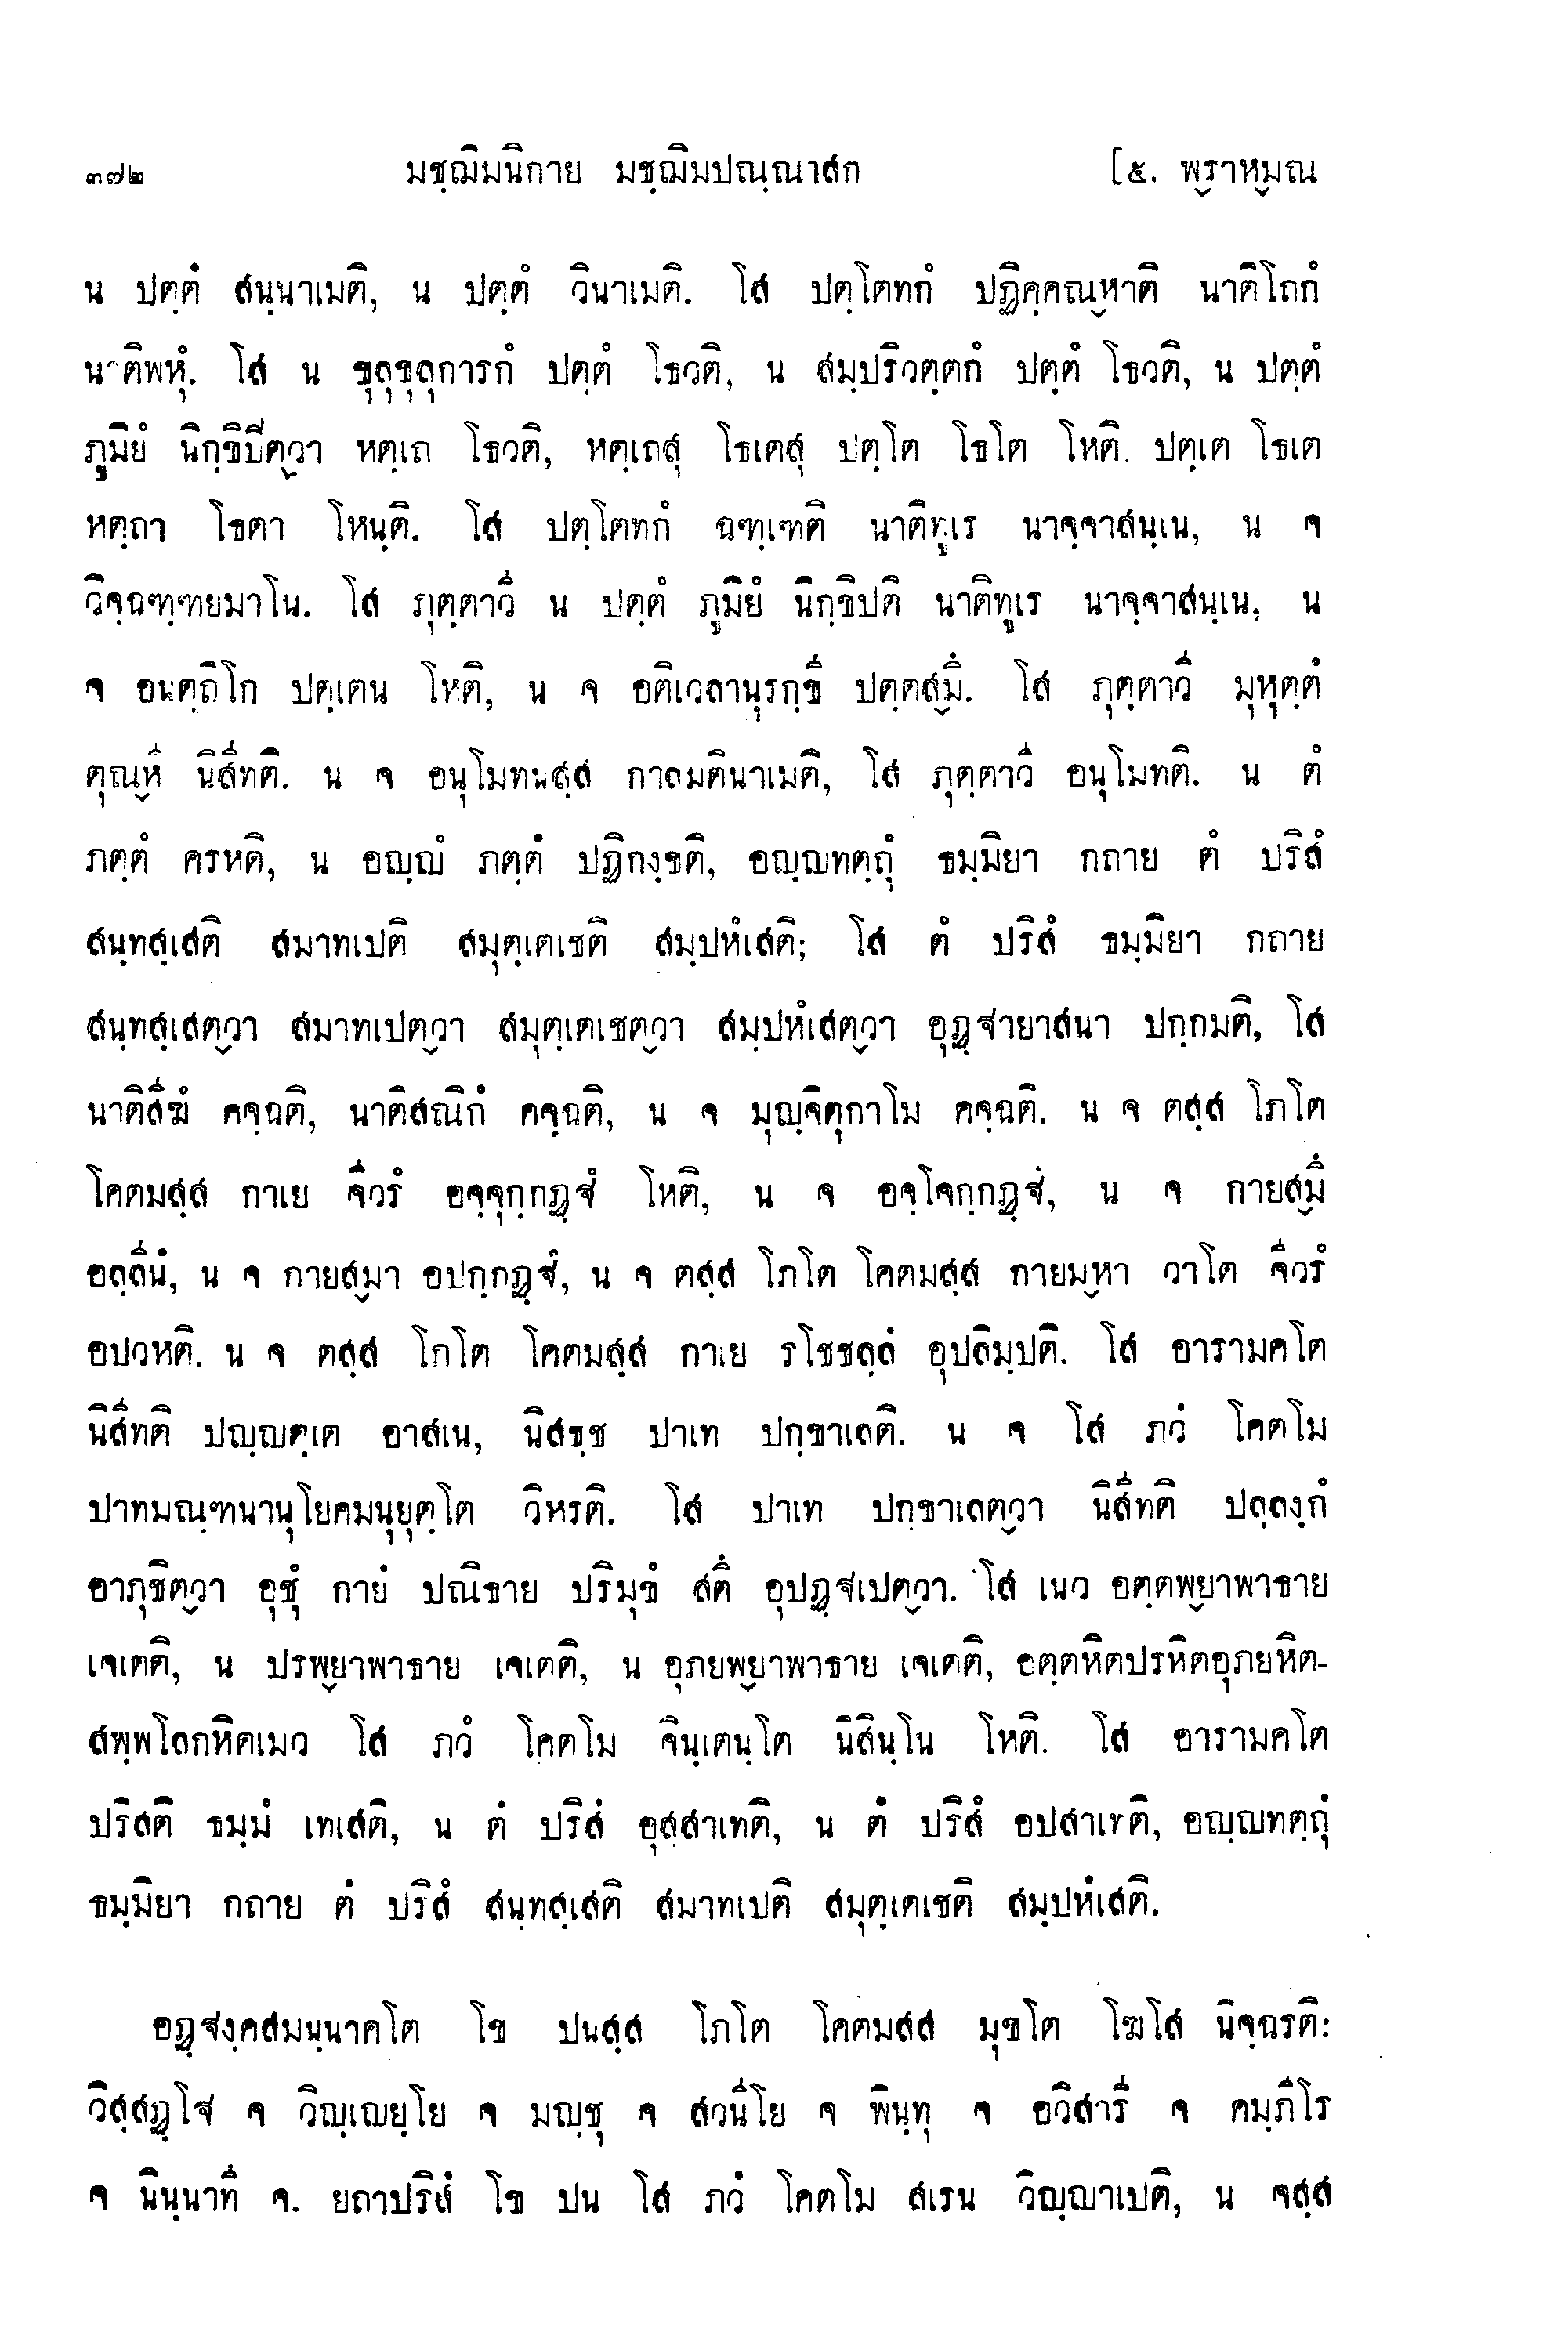 ๓๗๒ มชฺฌิมนิกาย มชฺฌิมปณฺณาสก [๕. พฺราหฺมณ
น ปตฺตํ สนฺนาเมติ, น ปตฺตํ วินาเมติ. โส ปตฺโตทกํ ปฏิคฺคณฺหาติ นาติโถกํ
นาติพหุํ. โส น ขุลุขุลุการกํ ปตฺตํ โธวติ, น สมฺปริวตฺตกํ ปตฺตํ โธวติ, น ปตฺตํ
ภูมิยํ นิกฺขิปิตฺวา หตฺเถ โธวติ, หตฺเถสุ โธเตสุ ปตฺโต โธโต โหติ, ปตฺเต โธเต
หตฺถา โธตา โหนฺติ. โส ปตฺโตทกํ ฉฑฺเฑติ นาติทูเร นาจฺจาสนฺเน, น จ
วิจฺฉฑฺฑยมาโน. โส ภุตฺตาวี น ปตฺตํ ภูมิยํ นิกฺขิปติ นาติทูเร นาจฺจาสนฺเน, น
จ อนตฺถิโก ปตฺเตน โหติ, น จ อติเวลานุรกฺขี ปตฺตสฺมึ. โส ภุตฺตาวี มุหุตฺตํ
ตุณฺหี นิสีทติ. น จ อนุโมทนสฺส กาลมตินาเมติ, โส ภุตฺตาวี อนุโมทติ. น ตํ
ภตฺตํ ครหติ, น อญฺญํ ภตฺตํ ปฏิกงฺขติ, อญฺญทตฺถุํ ธมฺมิยา กถาย ตํ ปริสํ
สนฺทสฺเสติ สมาทเปติ สมุตฺเตเชติ สมฺปหํเสติ; โส ตํ ปริสํ ธมฺมิยา กถาย
สนฺทสฺเสตฺวา สมาทเปตฺวา สมุตฺเตเชตฺวา สมฺปหํเสตฺวา อุฏฺฐายาสนา ปกฺกมติ, โส
นาติสีฆํ คจฺฉติ, นาติสณิกํ คจฺฉติ, น จ มุญฺจิตุกาโม คจฺฉติ. น จ ตสฺส โภโต
โคตมสฺส กาเย จีวรํ อจฺจุกฺกฏฺฐํ โหติ, น จ อจฺโจกฺกฏฺฐํ, น จ กายสฺมึ
อลฺลีนํ, น จ กายสฺมา อปกฺกฏฺฐํ, น จ ตสฺส โภโต โคตมสฺส กายมฺหา วาโต จีวรํ
อปวหติ. น จ ตสฺส โภโต โคตมสฺส กาเย รโชชลฺลํ อุปลิมฺปติ. โส อารามคโต
นิสีทติ ปญฺญตฺเต อาสเน, นิสชฺช ปาเท ปกฺขาเลติ. น จ โส ภวํ โคตโม
ปาทมณฺฑนานุโยคมนุยุตฺโต วิหรติ. โส ปาเท ปกฺขาเลตฺวา นิสีทติ ปลฺลงฺกํ
อาภุชิตฺวา อุชุํ กายํ ปณิธาย ปริมุขํ สตึ อุปฏฺฐเปตฺวา. โส เนว อตฺตพฺยาพาธาย
เจเตติ, น ปรพฺยาพาธาย เจเตติ, น อุภยพฺยาพาธาย เจเตติ, อตฺตหิตปรหิตอุภยหิต-
สพฺพโลกหิตเมว โส ภวํ โคตโม จินฺเตนฺโต นิสินฺโน โหติ. โส อารามคโต
ปริสติ ธมฺมํ เทเสติ, น ตํ ปริสํ อุสฺสาเทติ, น ตํ ปริสํ อปสาเทติ, อญฺญทตฺถุํ
ธมฺมิยา กถาย ตํ ปริสํ สนฺทสฺเสติ สมาทเปติ สมุตฺเตเชติ สมฺปหํเสติ.
อฏฺฐงฺคสมนฺนาคโต โข ปนสฺส โภโต โคตมสฺส มุขโต โฆโส นิจฺฉรติ:
วิสฺสฏฺโฐ จ วิญฺเญยฺโย จ มญฺชุ จ สวนีโย จ พินฺทุ จ อวิสารี จ คมฺภีโร
จ นินฺนาที จ. ยถาปริสํ โข ปน โส ภวํ โคตโม สเรน วิญฺญาเปติ, น จสฺส